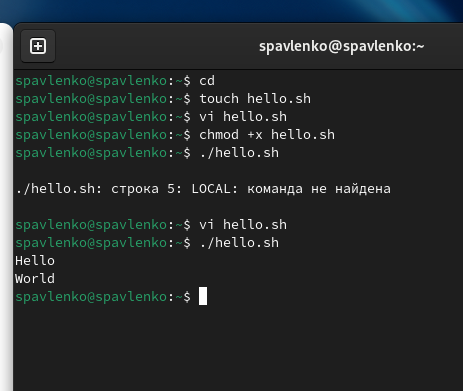 spavlenko@spavlenko:~
spavlenko@spavlenko:~$ cd
spavlenko@spavlenko:~$ touch hello.sh
spavlenko@spavlenko:~$ vi hello.sh
spavlenko@spavlenko:~$ chmod +x hello.sh
spavlenko@spavlenko:~$ ./hello.sh
./hello.sh: строка 5: LOCAL: команда не найдена
spavlenko@spavlenko:~$ vi hello.sh
spavlenko@spavlenko:~$ ./hello.sh
Hello
World
spavlenko@spavlenko:~$